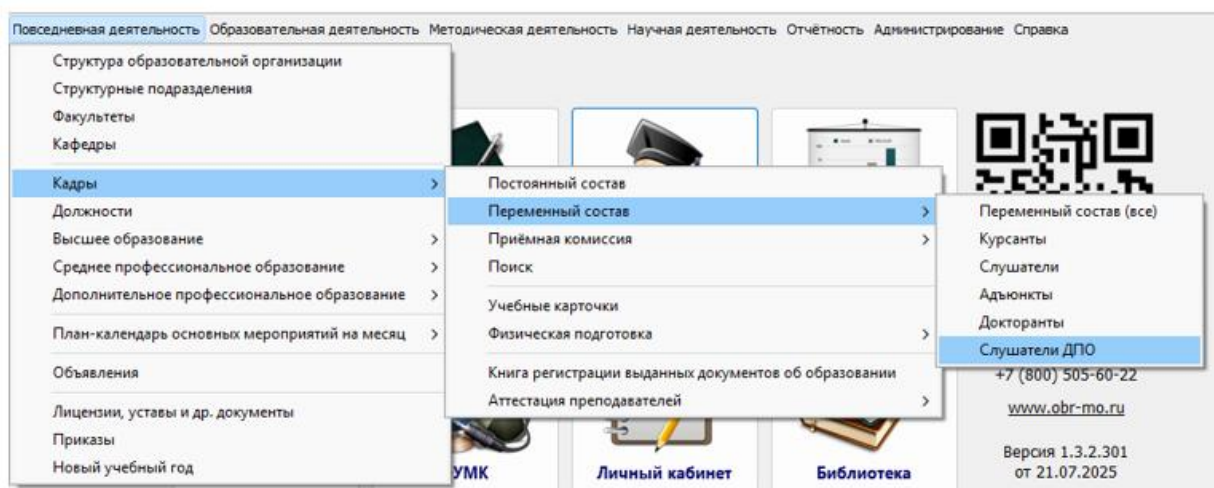 Повседневная деятельность Образовательная деятельность Методическая деятельность Научная деятельность Отчётность Администрирование Справка
Структура образовательной организации
Структурные подразделения
Факультеты
Кафедры
Кадры
Должности
Высшее образование
Среднее профессиональное образование
Дополнительное профессиональное образование
План-календарь основных мероприятий на месяц
Объявления
Лицензии, уставы и др. документы
Приказы
Новый учебный год
Постоянный состав
Переменный состав
Приёмная комиссия
Поиск
Учебные карточки
Физическая подготовка
Книга регистрации выданных документов об образовании
Аттестация преподавателей
Переменный состав (все)
Курсанты
Слушатели
Адъюнкты
Докторанты
Слушатели ДПО
+7 (800) 505-60-22
www.obr-mo.ru
Версия 1.3.2.301
от 21.07.2025
УМК
Личный кабинет
Библиотека